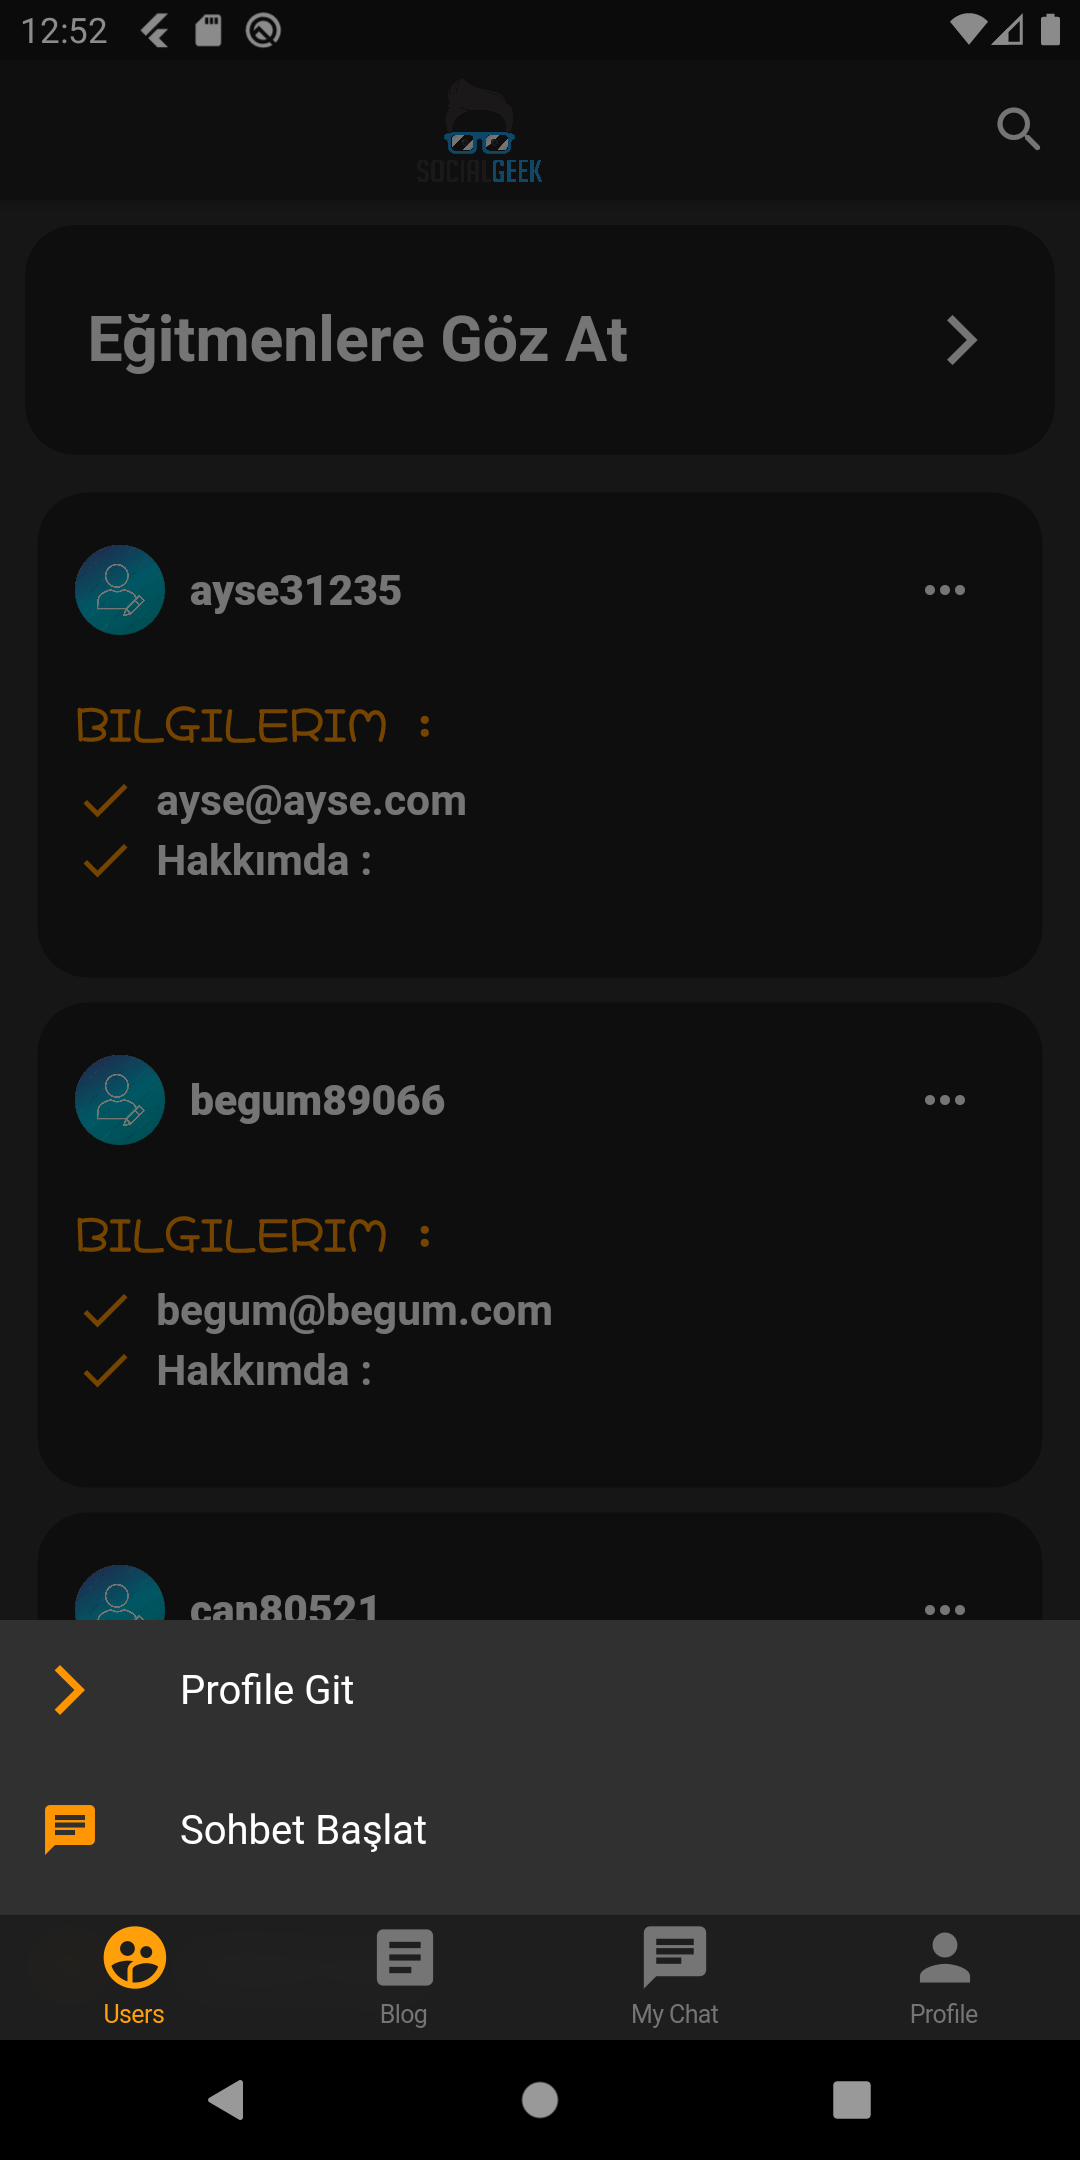 12:52
SOCIALGEEK
Eğitmenlere Göz At
ayse31235
BILGILERIM :
ayse@ayse.com
Hakkımda :
begum89066
BILGILERIM :
begum@begum.com
Hakkımda :
can80521
Profile Git
Sohbet Başlat
Users
Blog
My Chat
Profile